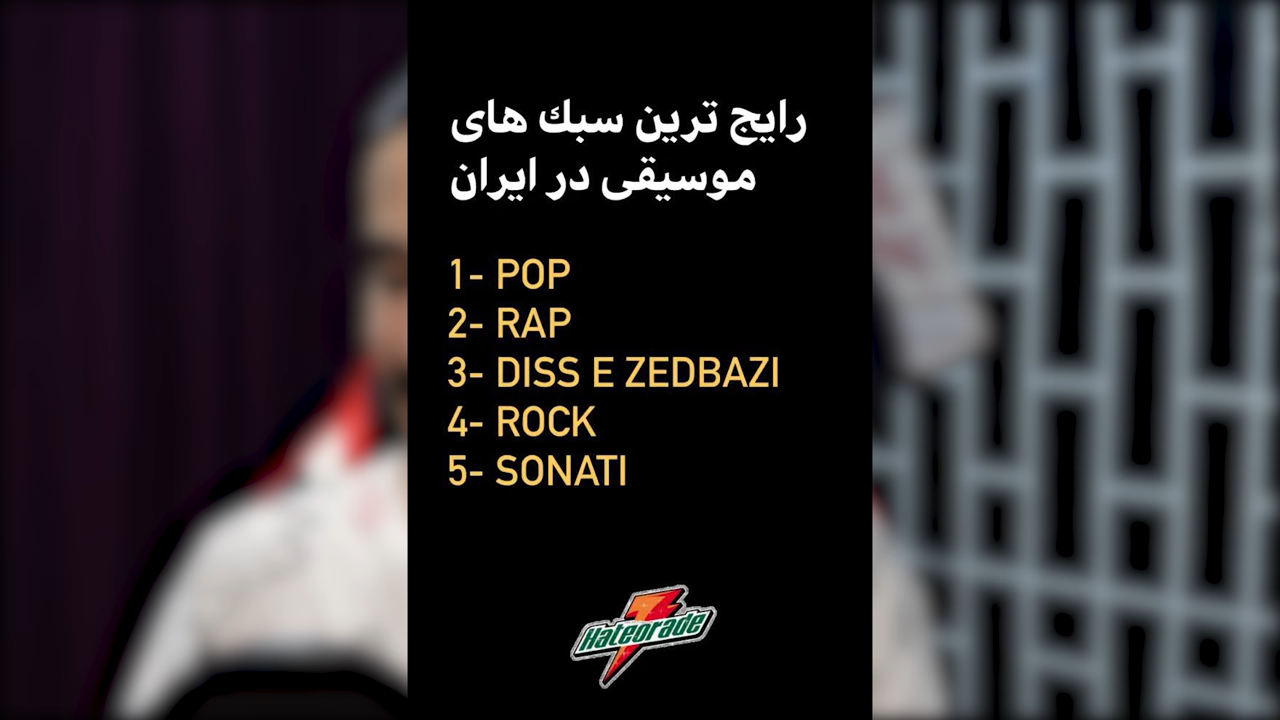 رایج ترین سبك های
موسیقی در ایران
1- POP
2- RAP
3- DISS E ZEDBAZI
4- ROCK
5- SONATI
Hateorade